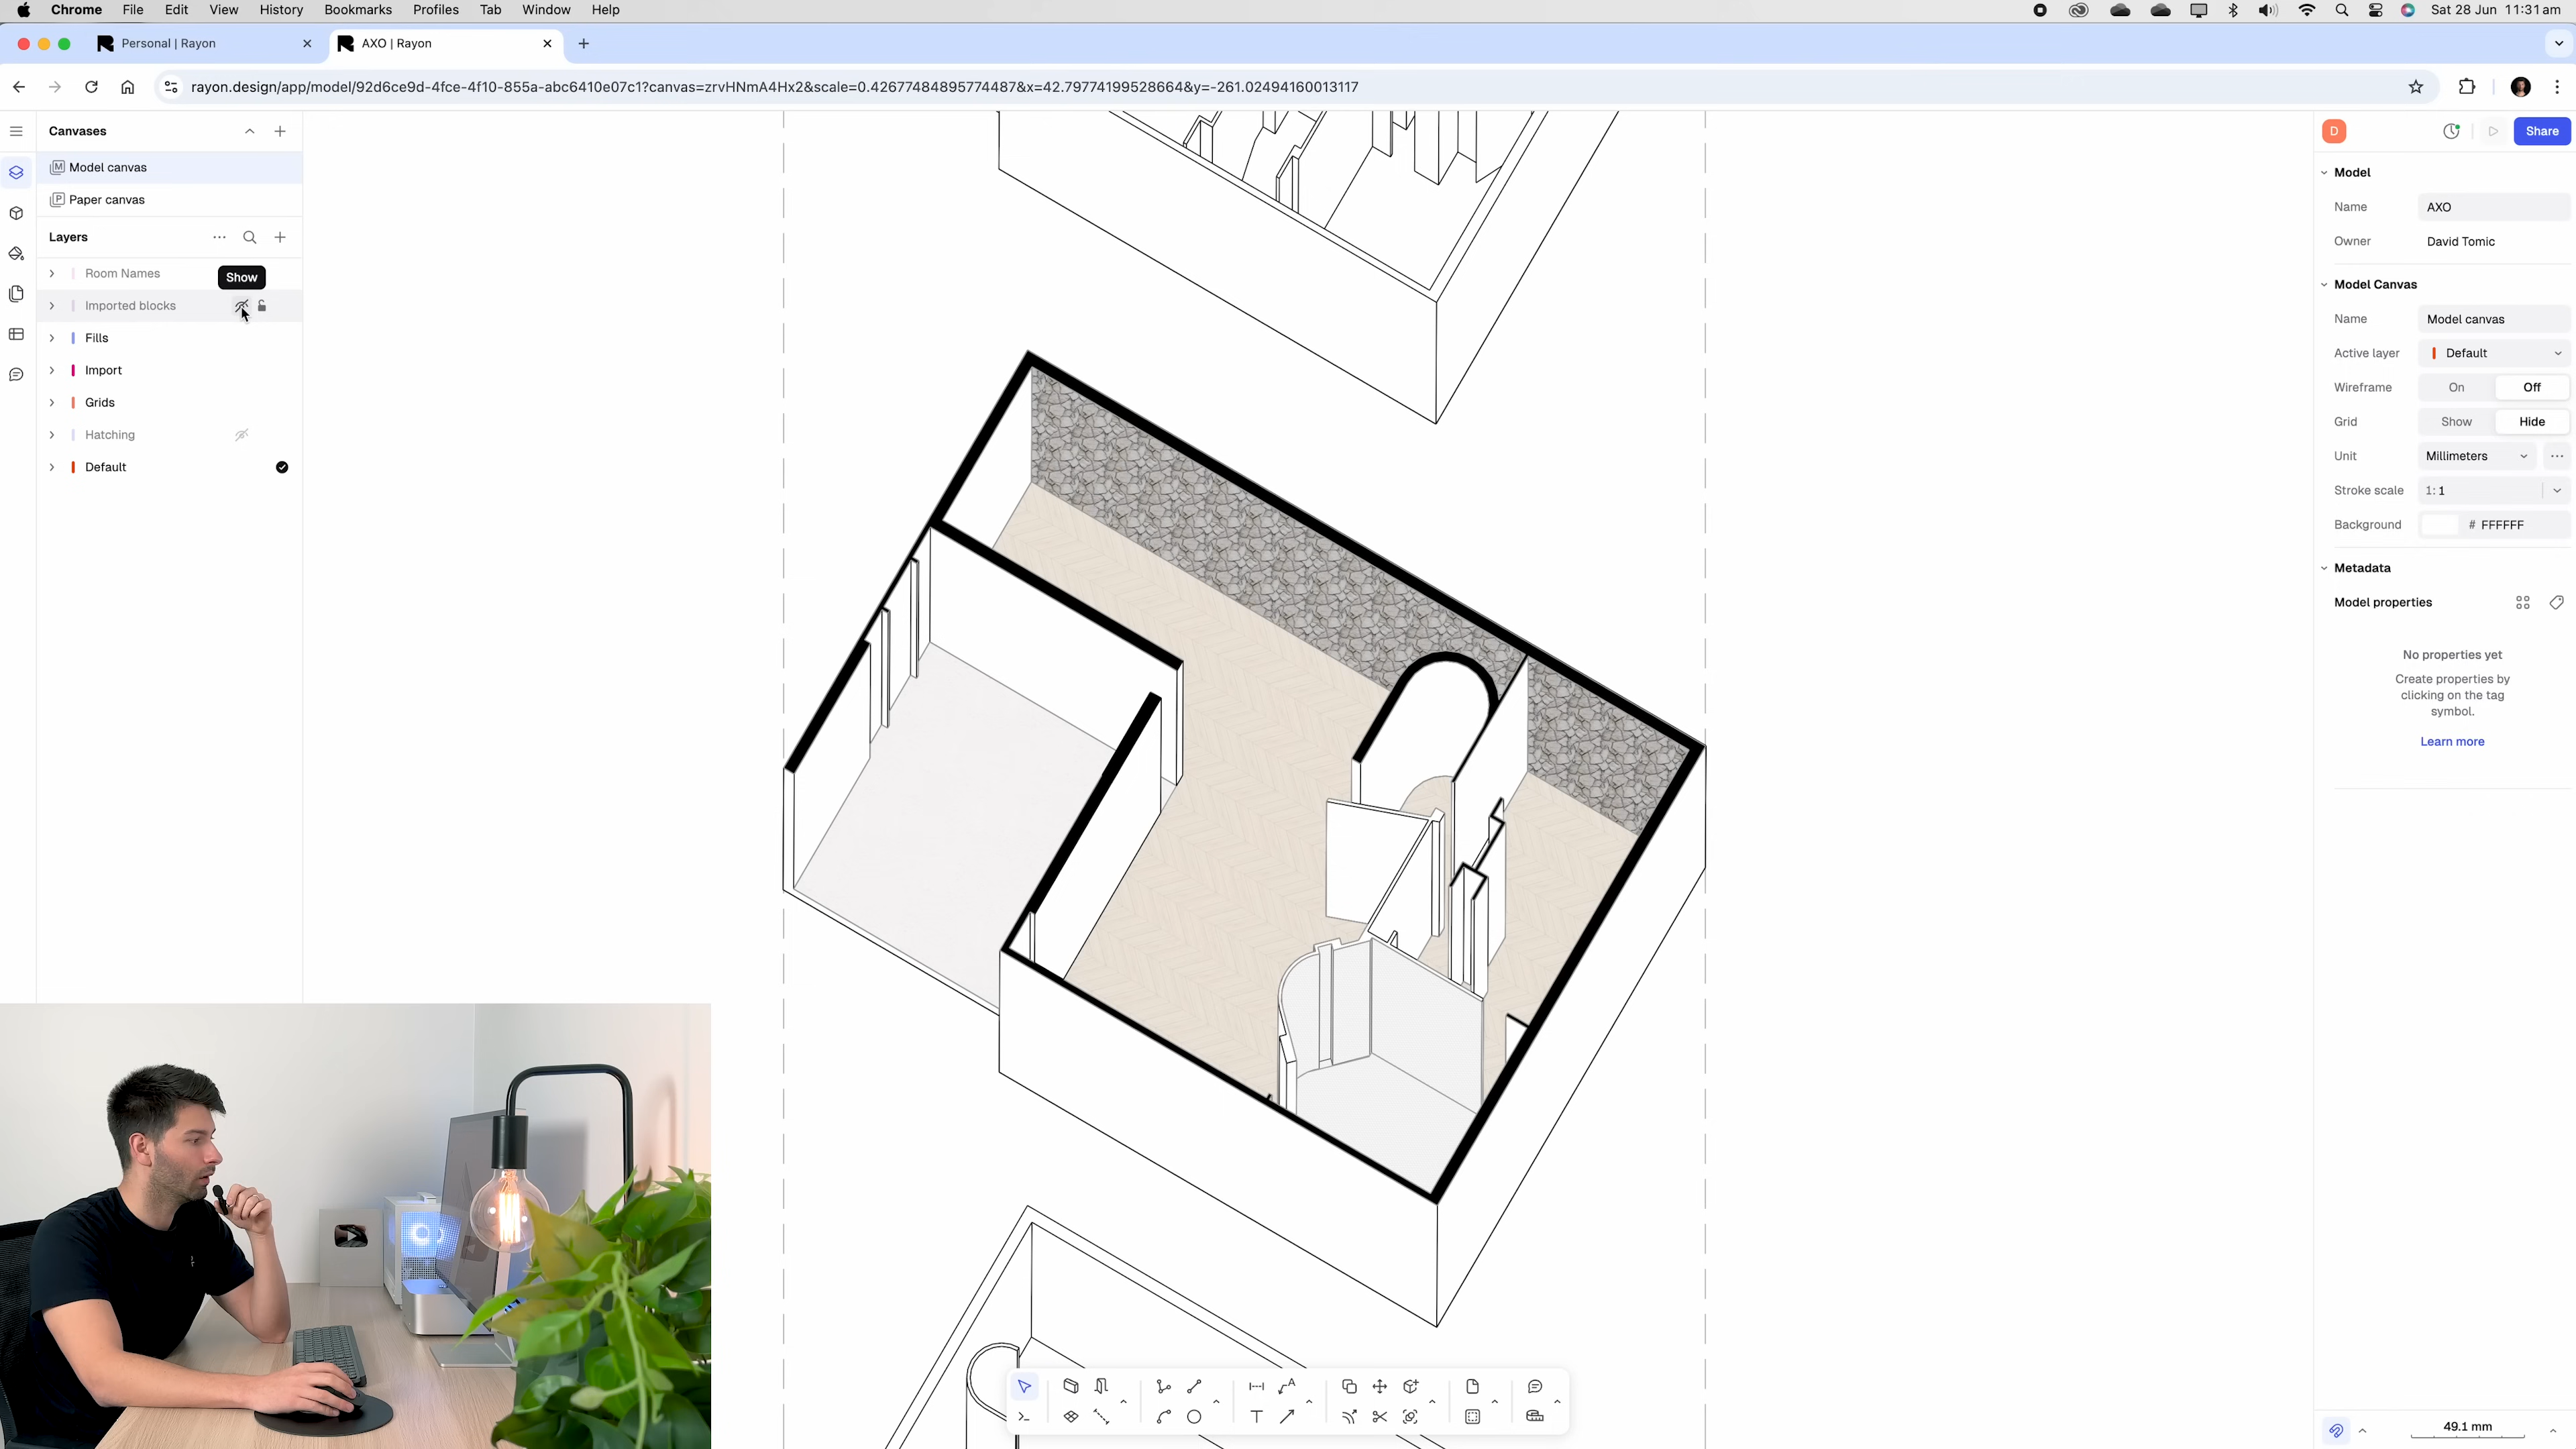 Chrome File Edit View History Bookmarks Profiles Tab Window Help Sat 28 Jun 11:31 am
Personal | Rayon AXO | Rayon
rayon.design/app/model/92d6ce9d-4fce-4f10-855a-abc6410e07c1?canvas=zrvHNmA4Hx2&scale=0.42677484895774487&x=42.79774199528664&y=-261.02494160013117
Canvases
M Model canvas
P Paper canvas
Layers
Room Names
Show
Imported blocks
Fills
Import
Grids
Hatching
Default
D Share
Model
Name AXO
Owner David Tomic
Model Canvas
Name Model canvas
Active layer Default
Wireframe On Off
Grid Show Hide
Unit Millimeters
Stroke scale 1: 1
Background # FFFFFF
Metadata
Model properties
No properties yet
Create properties by
clicking on the tag
symbol.
Learn more
49.1 mm